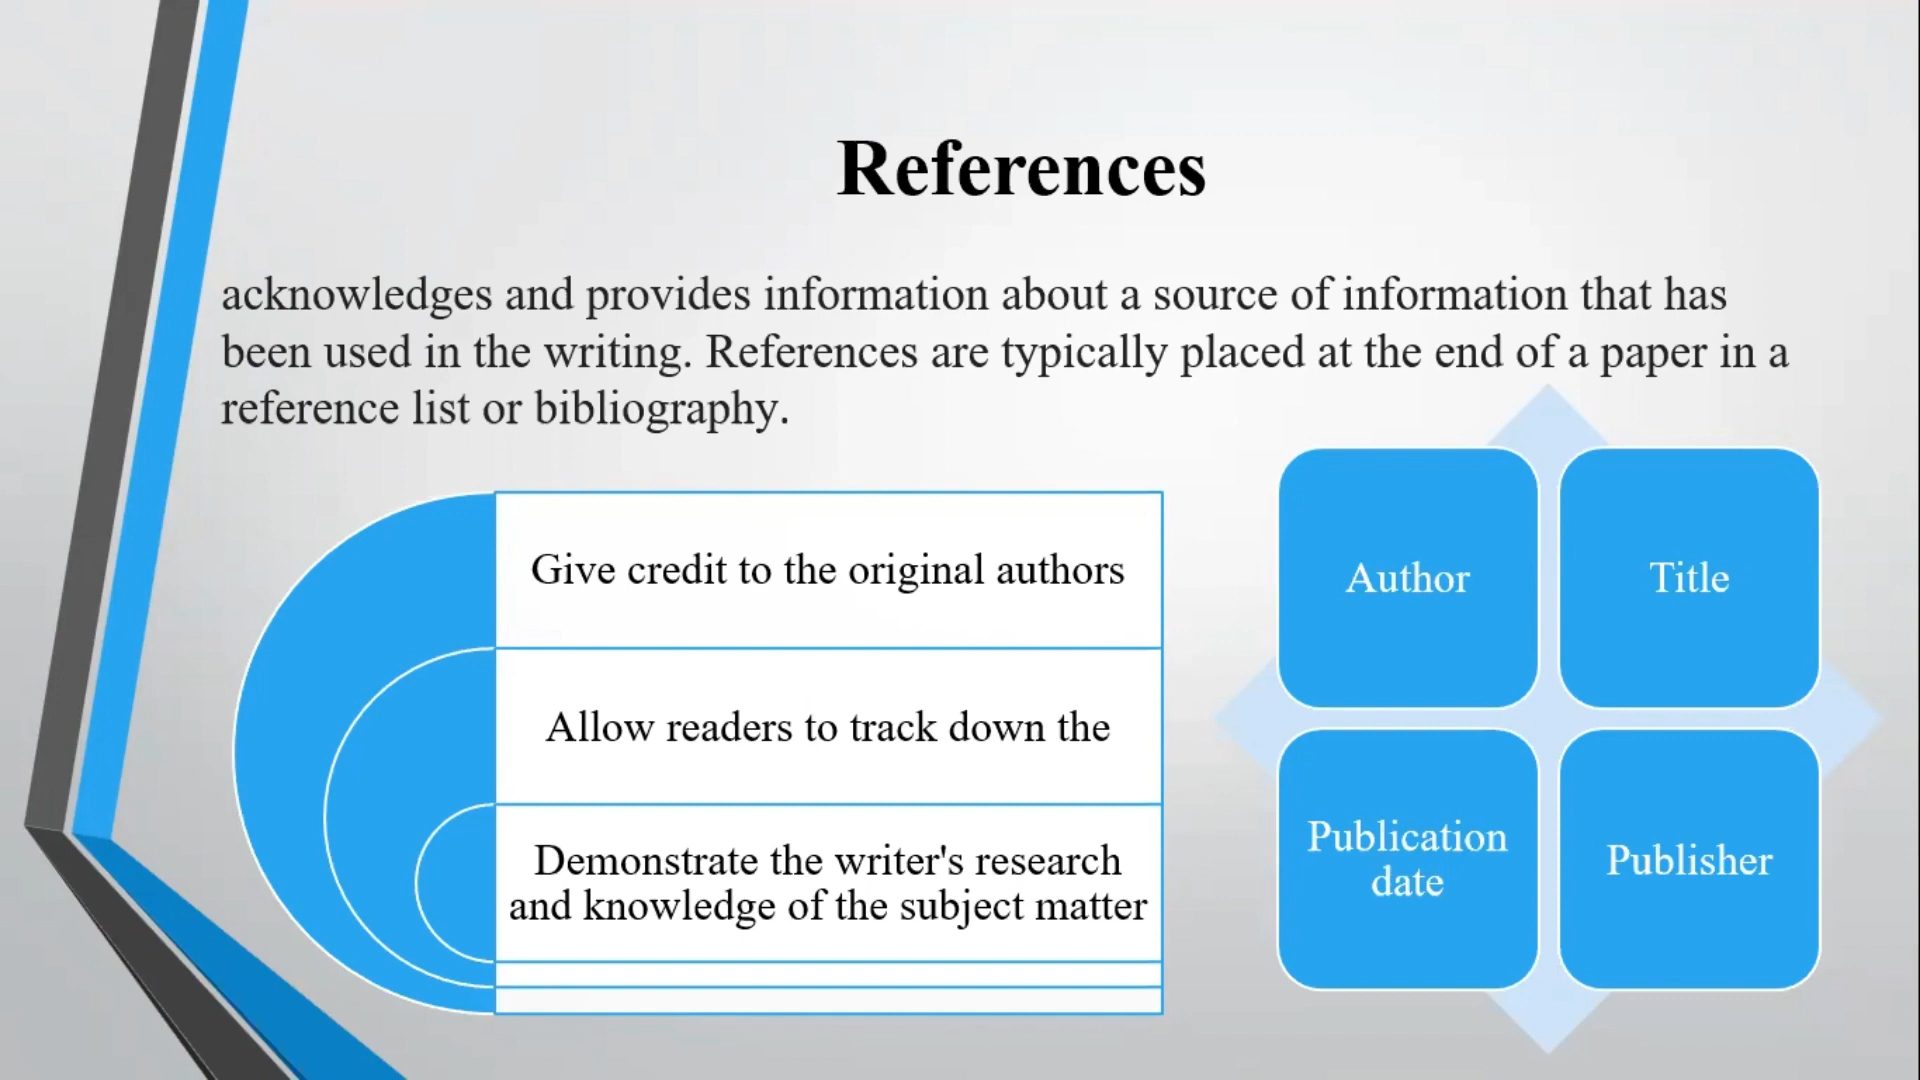 References
acknowledges and provides information about a source of information that has
been used in the writing. References are typically placed at the end of a paper in a
reference list or bibliography.
Give credit to the original authors
Allow readers to track down the
Demonstrate the writer's research
and knowledge of the subject matter
Author
Title
Publication
date
Publisher